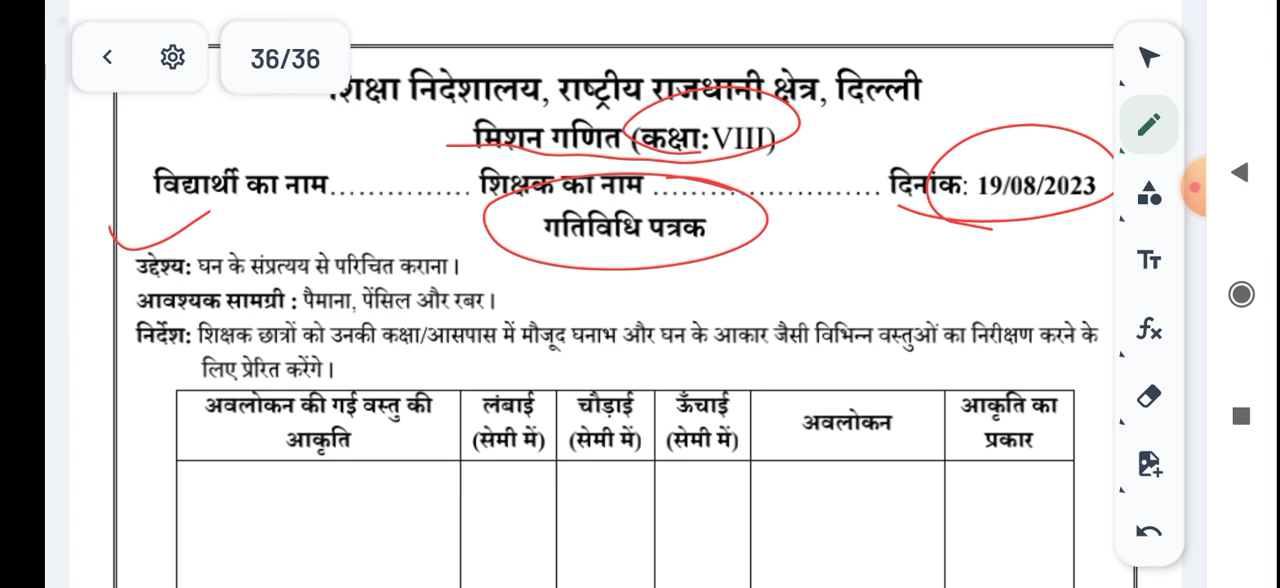 36/36
शिक्षा निदेशालय, राष्ट्रीय राजधानी क्षेत्र, दिल्ली
मिशन गणित (कक्षा:VIII)
विद्यार्थी का नाम............... शिक्षक का नाम ......................... दिनांक: 19/08/2023
गतिविधि पत्रक
उद्देश्य: घन के संप्रत्यय से परिचित कराना।
आवश्यक सामग्री : पैमाना, पेंसिल और रबर।
निर्देश: शिक्षक छात्रों को उनकी कक्षा/आसपास में मौजूद घनाभ और घन के आकार जैसी विभिन्न वस्तुओं का निरीक्षण करने के
लिए प्रेरित करेंगे।
अवलोकन की गई वस्तु की लंबाई चौड़ाई ऊँचाई अवलोकन आकृति का
आकृति (सेमी में) (सेमी में) (सेमी में) प्रकार
TT
fx